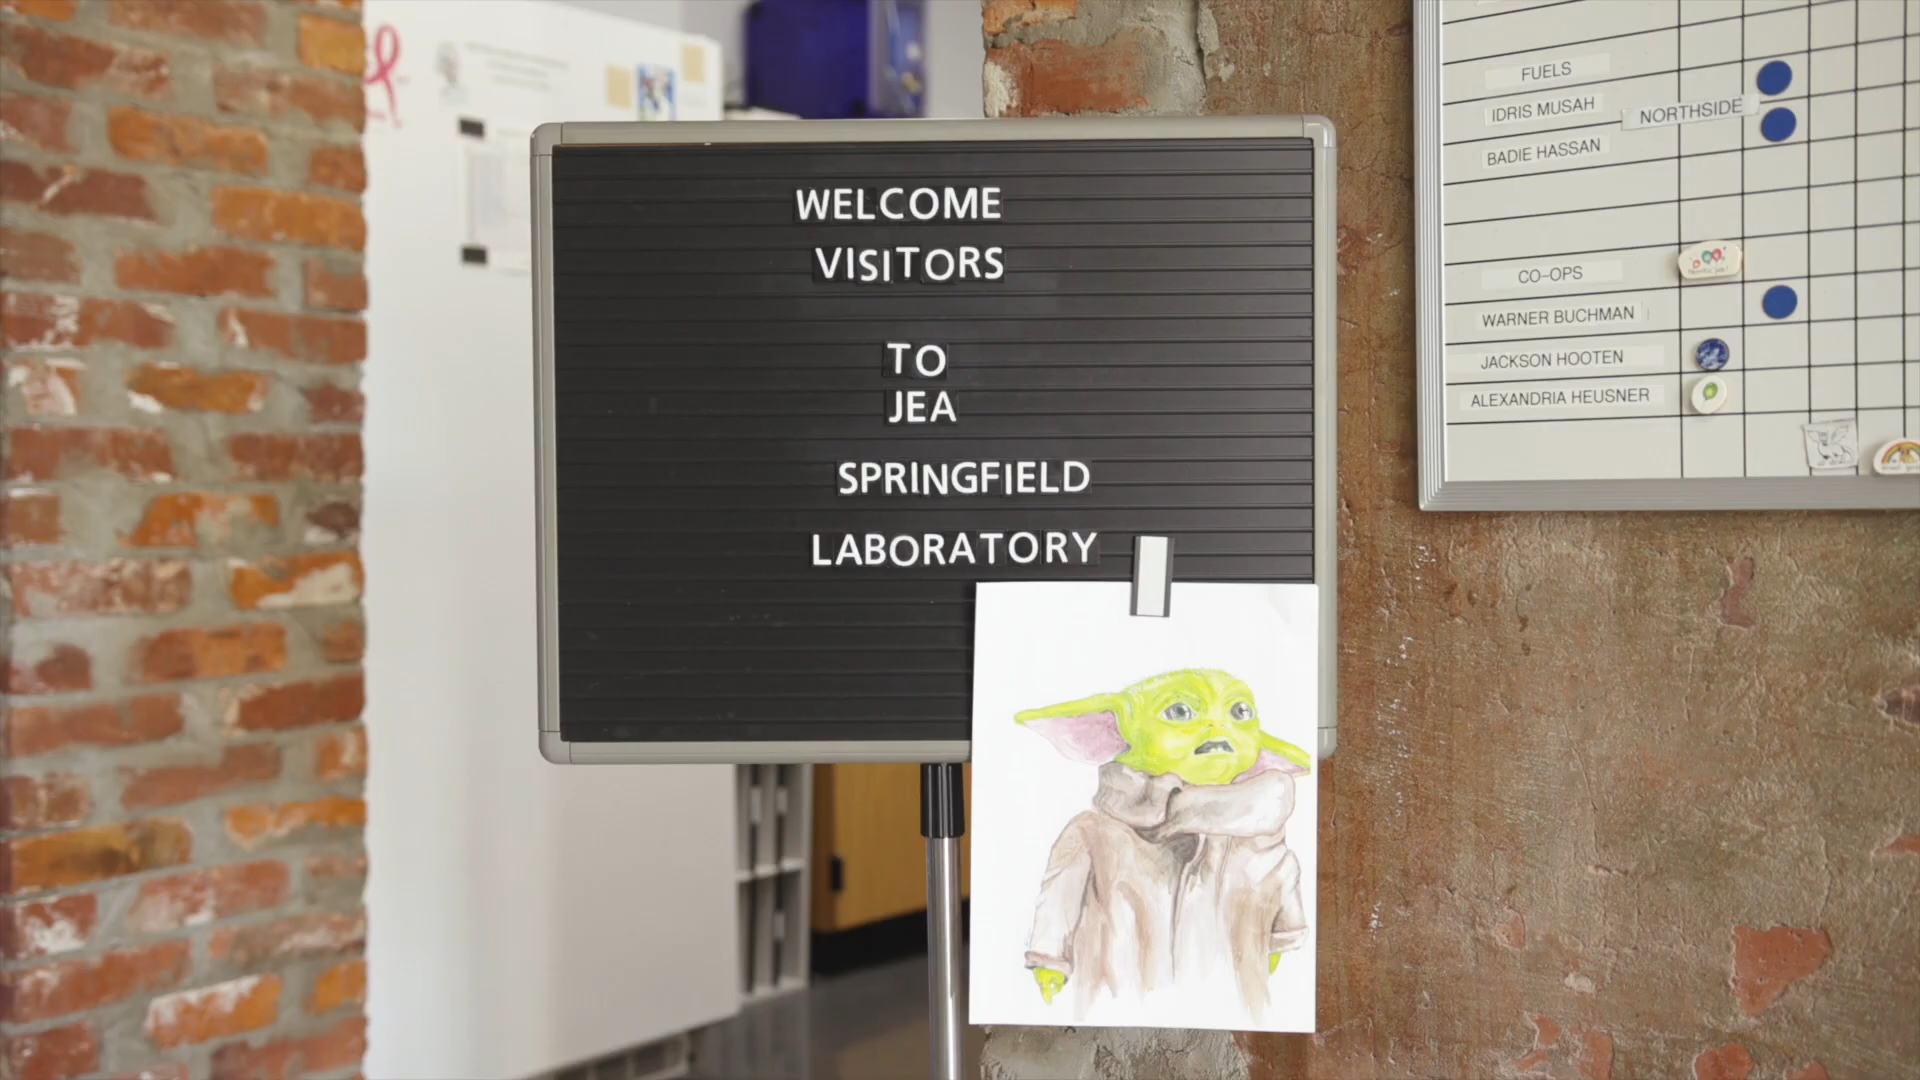 WELCOME
VISITORS
TO
JEA
SPRINGFIELD
LABORATORY
FUELS
IDRIS MUSAH
NORTHSIDE
BADIE HASSAN
CO-OPS
WARNER BUCHMAN
JACKSON HOOTEN
ALEXANDRIA HEUSNER